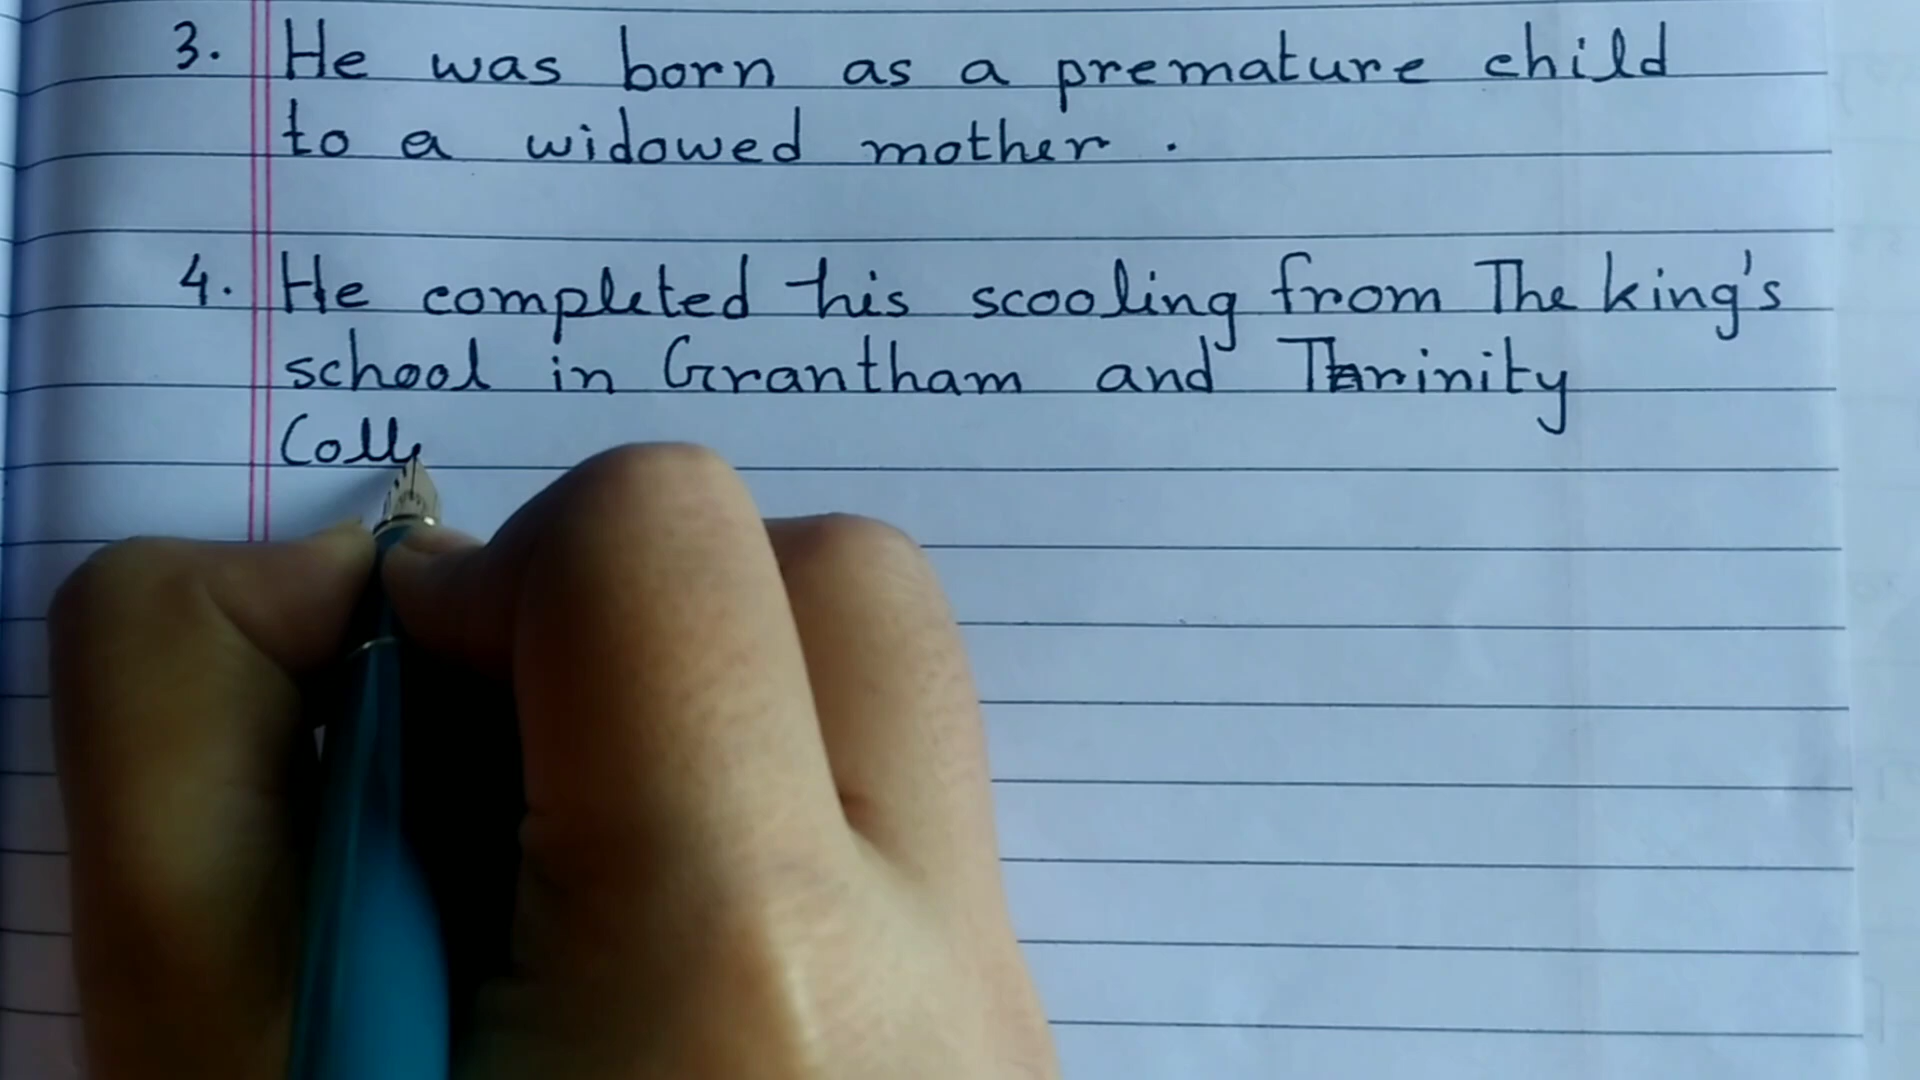 3. He was born as a premature child
to a widowed mother.
4. He completed his scooling from The king's
school in Grantham and Trinity
Colle